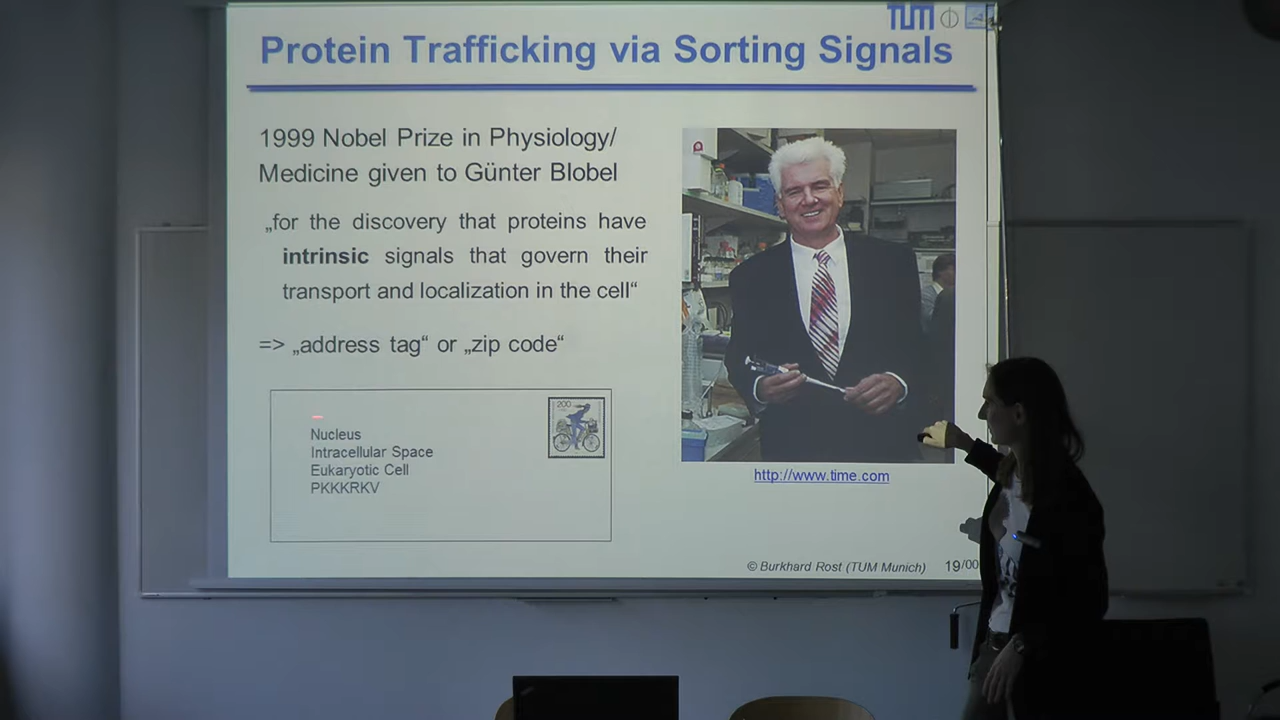 TUM
Protein Trafficking via Sorting Signals
1999 Nobel Prize in Physiology/
Medicine given to Günter Blobel
„for the discovery that proteins have
intrinsic signals that govern their
transport and localization in the cell“
=> „address tag“ or „zip code“
200
Nucleus
Intracellular Space
Eukaryotic Cell
PKKKRKV
http://www.time.com
© Burkhard Rost (TUM Munich)
19/00